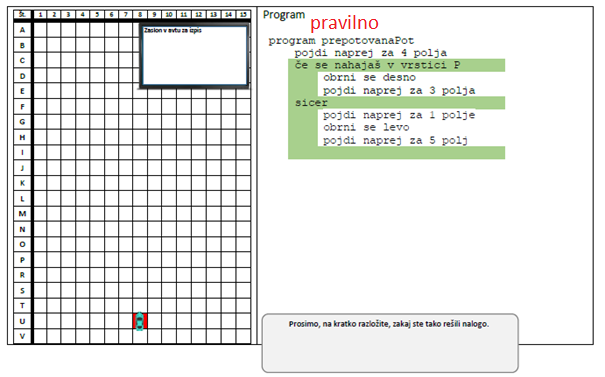 Št. 1 2 3 4 5 6 7 8 9 10 11 12 13 14 15
A
B
C
D
E
F
G
H
I
J
K
L
M
N
O
P
R
S
T
U
V
Zaslon v avtu za izpis
Program
pravilno
program prepotovanaPot
pojdi naprej za 4 polja
če se nahajaš v vrstici P
obrni se desno
pojdi naprej za 3 polja
sicer
pojdi naprej za 1 polje
obrni se levo
pojdi naprej za 5 polj
Prosimo, na kratko razložite, zakaj ste tako rešili nalogo.